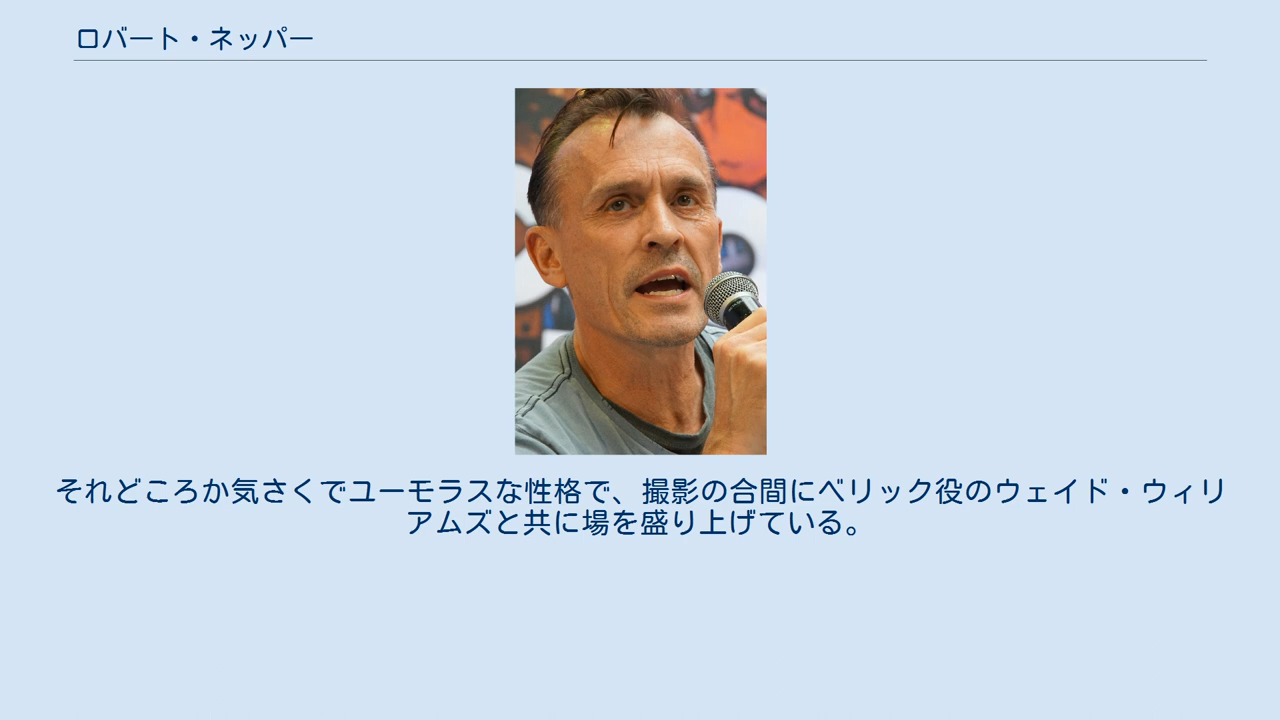 ロバート・ネッパー
それどころか気さくでユーモラスな性格で、撮影の合間にベリック役のウェイド・ウィリ
アムズと共に場を盛り上げている。